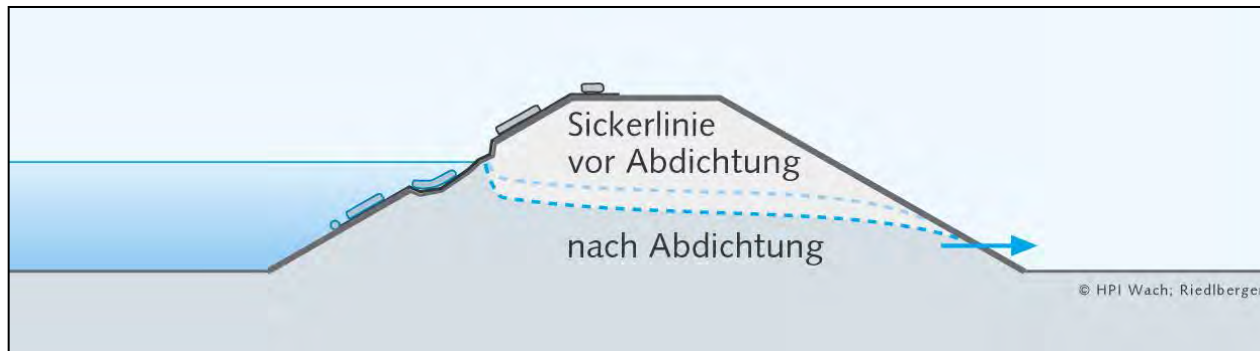 Sickerlinie
vor Abdichtung
nach Abdichtung
© HPI Wach; Riedlberger